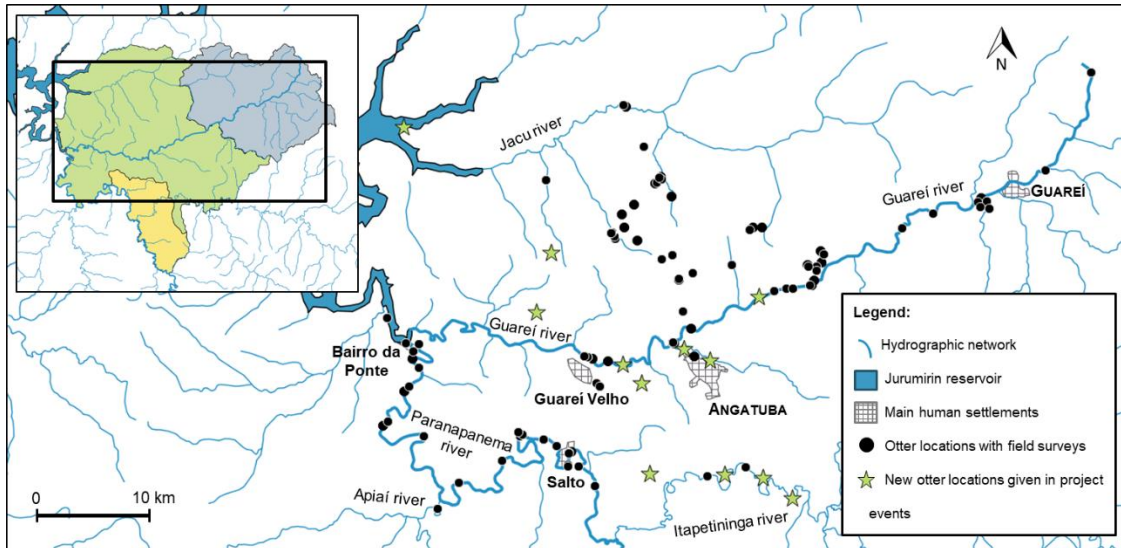 N
Jacu river
Guareí river
GUAREÍ
Guareí river
Bairro da
Ponte
Guareí Velho
ANGATUBA
Paranapanema
river
Salto
Apiaí river
Itapetininga river
0 10 km
Legend:
Hydrographic network
Jurumirin reservoir
Main human settlements
Otter locations with field surveys
New otter locations given in project
events